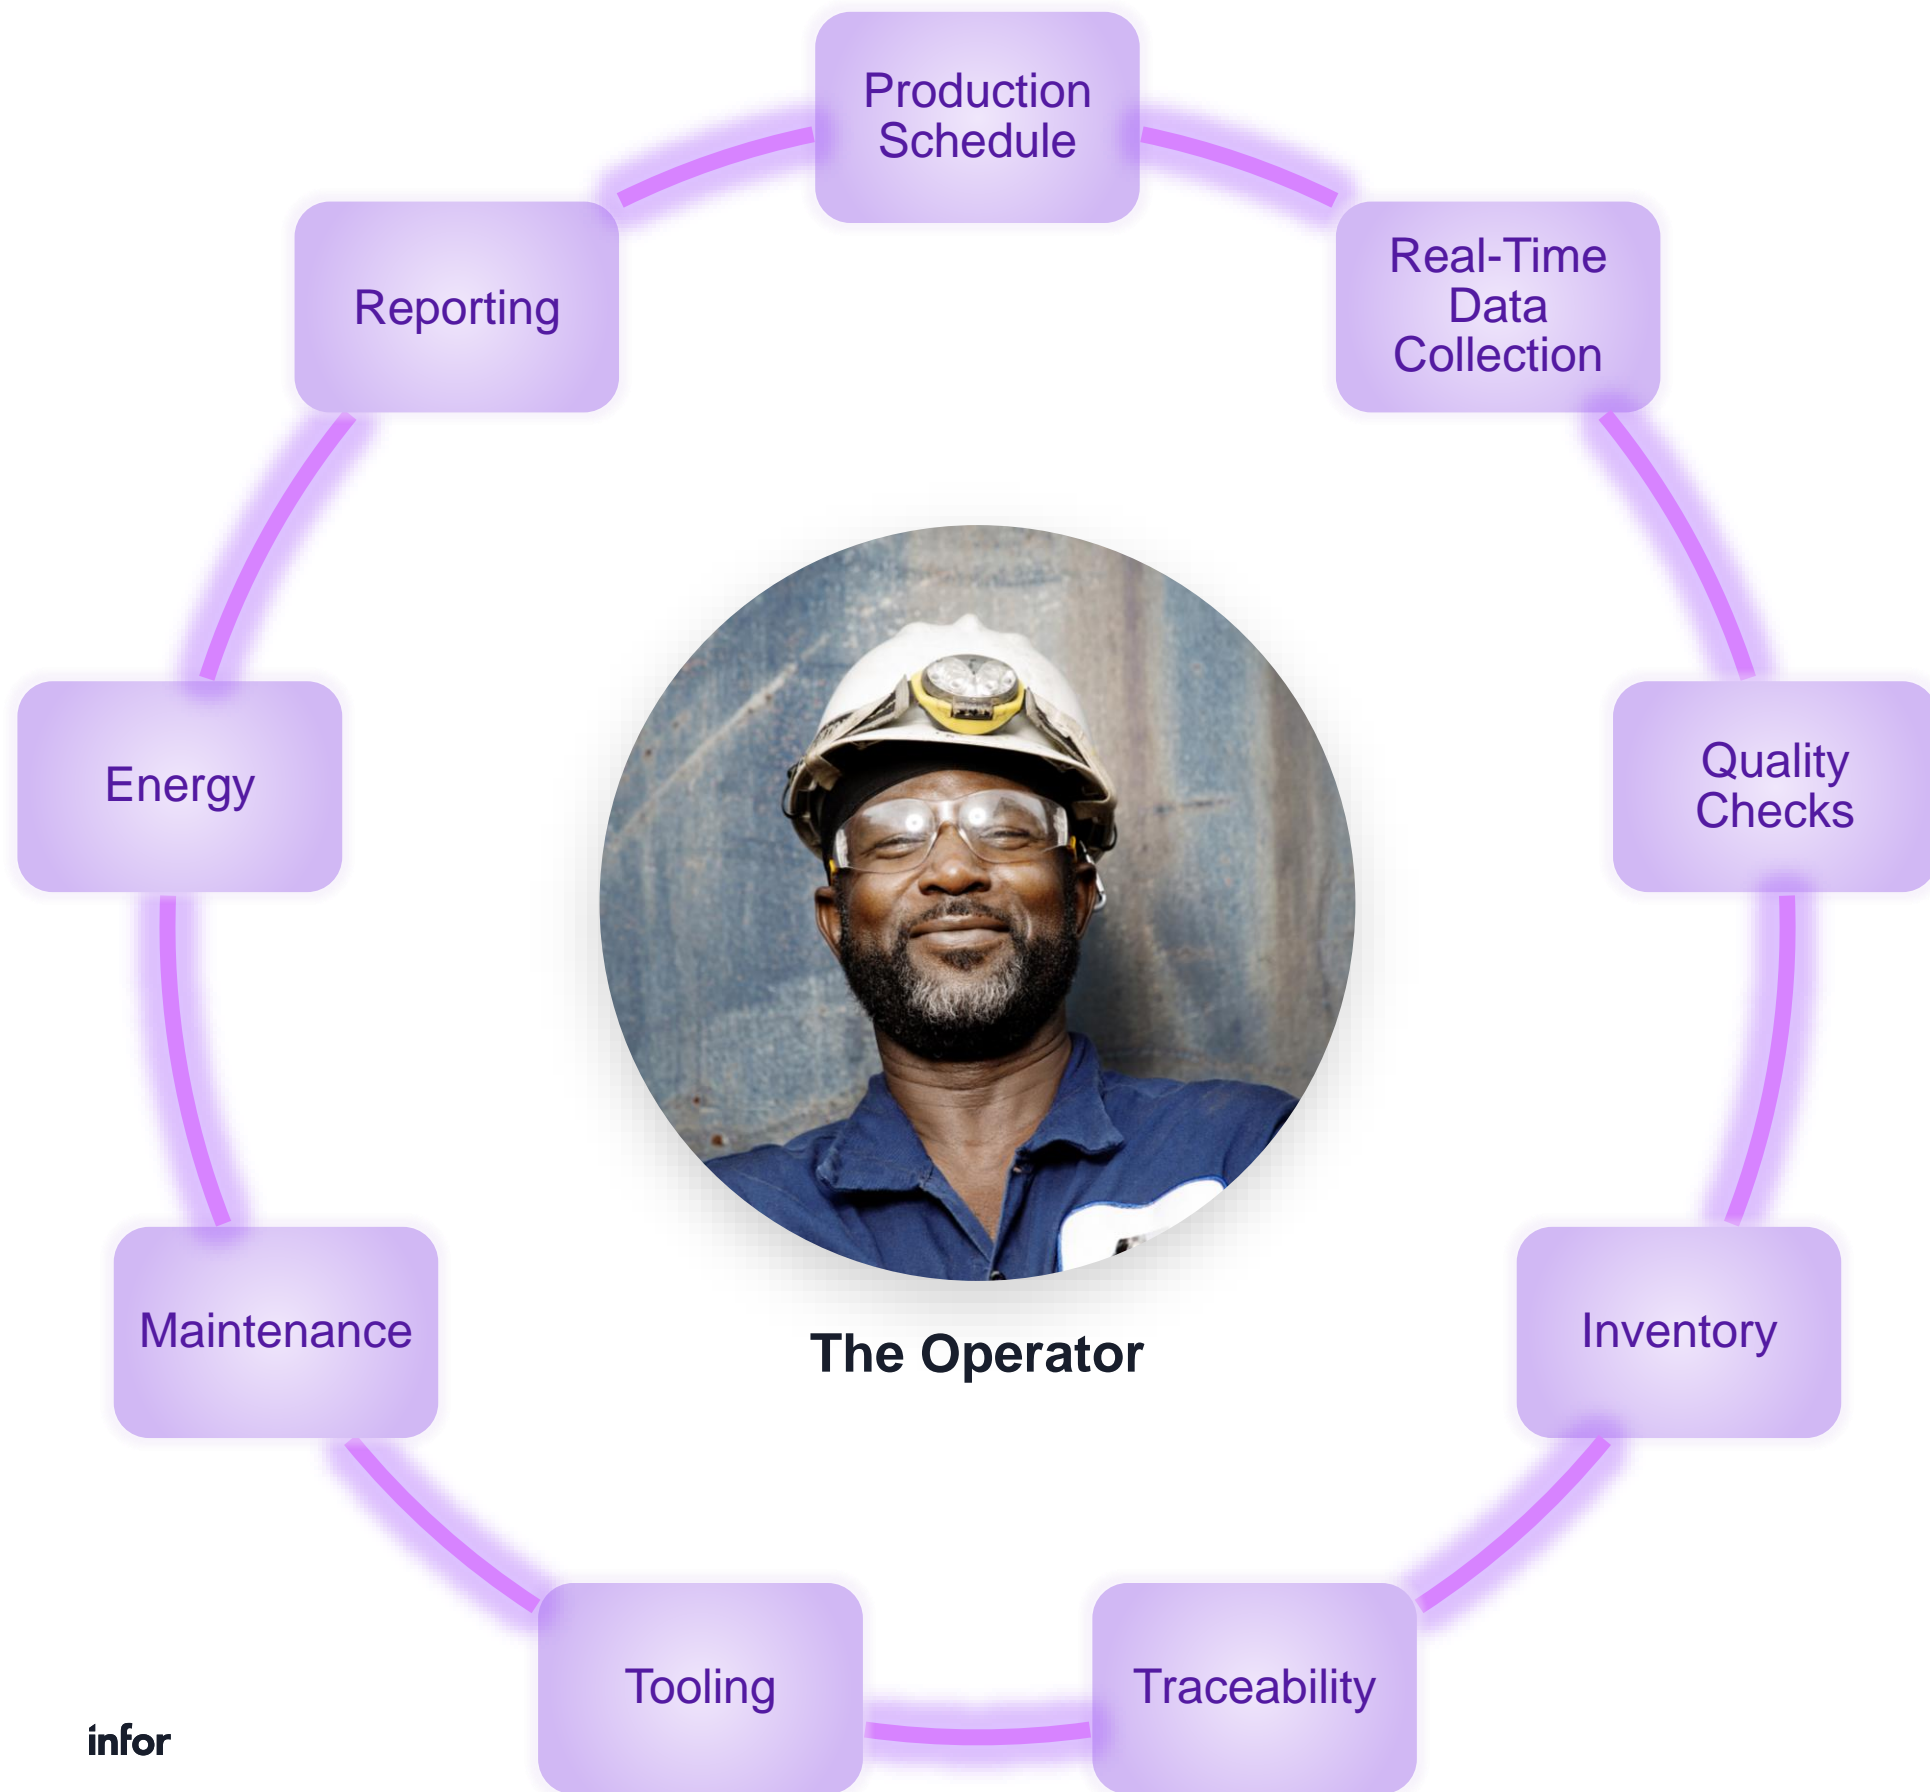 Production
Schedule
Real-Time
Data
Collection
Quality
Checks
Inventory
Traceability
Tooling
Maintenance
Energy
Reporting
The Operator
infor